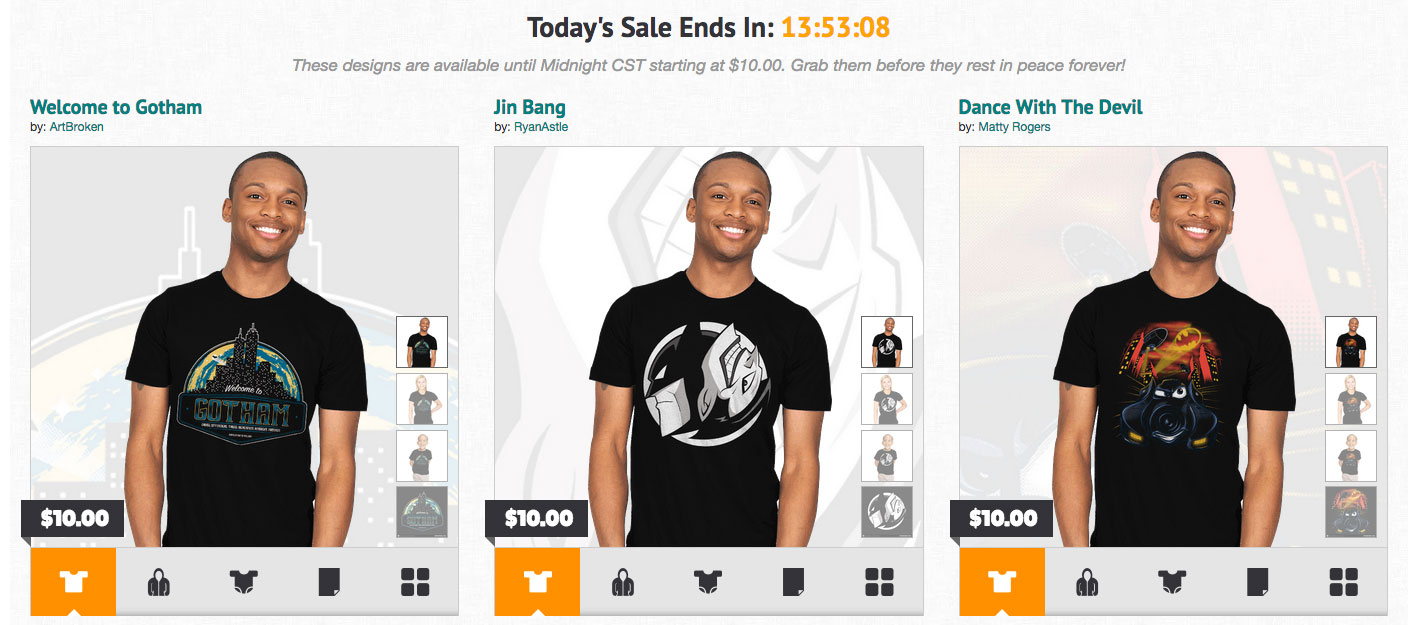 Today's Sale Ends In: 13:53:08
These designs are available until Midnight CST starting at $10.00. Grab them before they rest in peace forever!
Welcome to Gotham
by: ArtBroken
Jin Bang
by: RyanAstle
Dance With The Devil
by: Matty Rogers
Welcome to
GOTHAM
$10.00
$10.00
$10.00